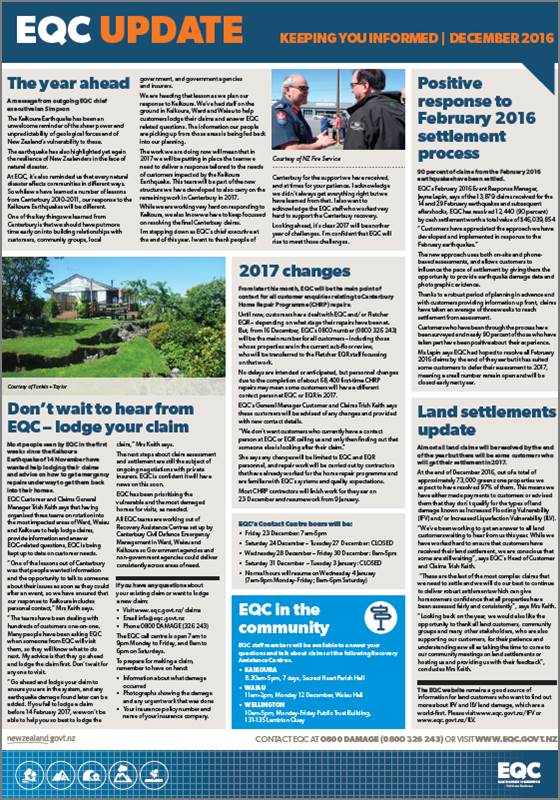 EQC UPDATE
KEEPING YOU INFORMED | DECEMBER 2016
The year ahead
A message from outgoing EQC chief
executive Ian Simpson
The Kaikoura Earthquake has been an
unwelcome reminder of the sheer power and
unpredictability of geological forces and of
New Zealand's vulnerability to these.
The earthquake has also highlighted yet again
the resilience of New Zealanders in the face of
natural disaster.
At EQC, it's also reminded us that every natural
disaster affects communities in different ways.
So while we have learned a number of lessons
from Canterbury 2010-2011, our response to the
Kaikoura Earthquakes will be different.
One of the key things we learned from
Canterbury is that we should have put more
time early on into building relationships with
customers, community groups, local
government, and government agencies
and insurers.
We are heeding that lesson as we plan our
response to Kaikoura. We've had staff on the
ground in Kaikoura, Ward and Waiau to help
customers lodge their claims and answer EQC
related questions. The information our people
are picking up from those areas is being fed back
into our planning.
The work we are doing now will mean that in
2017 we will be putting in place the team we
need to deliver a response tailored to the needs
of customers impacted by the Kaikoura
Earthquake. This team will be part of the new
structure we have developed to also carry on the
remaining work in Canterbury in 2017.
While we are working very hard on responding to
Kaikoura, we also know we have to keep focused
on resolving the final Canterbury claims.
I'm stepping down as EQC's chief executive at
the end of this year. I want to thank people of
Courtesy of NZ Fire Service
Canterbury for the support we have received,
and at times for your patience. I acknowledge
we didn't always get everything right but we
have learned from that. I also want to
acknowledge the EQC staff who worked very
hard to support the Canterbury recovery.
Looking ahead, it's clear 2017 will be another
year of challenges. I'm confident that EQC will
rise to meet those challenges.
Positive
response to
February 2016
settlement
process
90 percent of claims from the February 2016
earthquakes have been settled.
EQC's February 2016 Event Response Manager,
Jayne Lapin, says of the 13,879 claims received for the
14 and 29 February earthquakes and subsequent
aftershocks, EQC has resolved 12,440 (90 percent)
by cash settlement worth a total value of $46,039,854
"Customers have appreciated the approach we have
developed and implemented in response to the
February earthquakes."
The new approach uses both on-site and phone-
based assessments, and allows customers to
influence the pace of settlement by giving them the
opportunity to provide earthquake damage data and
photographic evidence.
Thanks to a robust period of planning in advance and
with customers providing information up front, claims
have taken an average of three weeks to reach
settlement from assessment.
Customers who have been through the process have
been surveyed and nearly 90 percent of those who have
taken part have been positive about their experience.
Ms Lapin says EQC had hoped to resolve all February
2016 claims by the end of the year but it has suited
some customers to defer their assessment to 2017,
meaning a small number remain open and will be
closed early next year.
Courtesy of Tonkin + Taylor
Don't wait to hear from
EQC – lodge your claim
Most people seen by EQC in the first
weeks since the Kaikoura
Earthquake of 14 November have
wanted help lodging their claims
and advice on how to get emergency
repairs underway to get them back
into their homes.
EQC Customer and Claims General
Manager Trish Keith says that having
organised three teams on rotation into
the most impacted areas of Ward, Waiau
and Kaikoura to help lodge claims,
provide information and answer
EQC related questions, EQC is being
kept up to date on customer needs.
"One of the lessons out of Canterbury
was that people wanted information
and the opportunity to talk to someone
about their issues as soon as they could
after an event, so we have ensured that
our response to Kaikoura includes
personal contact," Mrs Keith says.
"The teams have been dealing with
hundreds of customers one-on-one.
Many people have been asking EQC
when someone from EQC will visit
them, or they will know what to do
next. My advice is that they go ahead
and lodge the claim first. Don't wait for
anyone to visit.
"Go ahead and lodge your claim to
ensure you are in the system, and any
earthquake damage found later can be
added. If you fail to lodge a claim
before 14 February 2017, we won't be
able to help you so best to lodge the
claim," Mrs Keith says.
The next steps about claim assessment
and settlement are still the subject of
ongoing negotiations with private
insurers. EQC is confident it will have
news on this soon.
EQC has been prioritising the
vulnerable and the most damaged
homes for visits, as needed.
All EQC teams are working out of
Recovery Assistance Centres set up by
Canterbury Civil Defence Emergency
Management in Ward, Waiau and
Kaikoura so Government agencies and
non-government agencies could deliver
consistently across areas of need.
If you have any questions about
your existing claim or want to lodge
a new claim:
• Visit www.eqc.govt.nz/claims
• Email info@eqc.govt.nz
• Phone 0800 DAMAGE (326 243)
The EQC call centre is open 7am to
9pm Monday to Friday, and 8am to
6pm on Saturdays.
To prepare for making a claim,
remember to have on hand:
• Information about what damage
occurred
• Photographs showing the damage
and any urgent work that was done
• Your insurance policy number and
name of your insurance company.
2017 changes
From later this month, EQC will be the main point of
contact for all customer enquiries relating to Canterbury
Home Repair Programme (CHRP) repairs.
Until now, customers have dealt with EQC and/or Fletcher
EQR – depending on what stage their repairs have been at.
But, from 16 December, EQC's 0800 number (0800 326 243)
will be the main number for all customers – including those
whose properties are in the current sub-floor review,
who will be transferred to the Fletcher EQR staff focusing
on that work.
No delays are intended or anticipated, but personnel changes
due to the completion of about 68,400 first-time CHRP
repairs may mean some customers will have a different
contact person at EQC or EQR in 2017.
EQC's General Manager Customer and Claims Trish Keith says
these customers will be advised of any changes and provided
with new contact details.
"We don't want customers who currently have a contact
person at EQC or EQR calling us and only then finding out that
someone else is looking after their claim."
She says any changes will be limited to EQC and EQR
personnel, and repair work will be carried out by contractors
that have already worked for the home repair programme and
are familiar with EQC's systems and quality expectations.
Most CHRP contractors will finish work for the year on
23 December and resume work on 9 January.
EQC's Contact Centre hours will be:
• Friday 23 December: 7am-5pm
• Saturday 24 December – Tuesday 27 December: CLOSED
• Wednesday 28 December – Friday 30 December: 8am-5pm
• Saturday 31 December – Tuesday 3 January: CLOSED
• Normal hours will resume on Wednesday 4 January
(7am-9pm Monday-Friday; 8am-6pm Saturday)
EQC in the
community
EQC staff members will be available to answer your
questions and talk about claims at the following Recovery
Assistance Centres.
• KAIKOURA
8.30am-5pm, 7 days, Sacred Heart Parish Hall
• WAIAU
11am-3pm, Monday 12 December, Waiau Hall
• WELLINGTON
10am-5pm, Monday-Friday Public Trust Building,
131-135 Lambton Quay
Land settlements
update
Almost all land claims will be resolved by the end
of the year but there will be some customers who
will get their settlement in 2017.
At the end of December 2016, out of a total of
approximately 73,000 green zone properties we
expect to have resolved 97% of them. This means we
have either made payments to customers or advised
them that they don't qualify for the types of land
damage known as Increased Flooding Vulnerability
(IFV) and/or Increased Liquefaction Vulnerability (ILV).
"We've been working to get an answer to all land
customers waiting to hear from us this year. While we
have worked hard to ensure that customers have
received their land settlement, we are conscious that
some are still waiting", says EQC's Head of Customer
and Claims Trish Keith.
"These are the last of the most complex claims that
we need to settle and we will do our best to continue
to deliver robust settlements which can give
homeowners confidence that all properties have
been assessed fairly and consistently", says Mrs Keith.
"Looking back on the year, we would also like the
opportunity to thank all land customers, community
groups and many other stakeholders, who are also
supporting our customers, for their patience and
understanding as well as taking the time to come to
our community meetings on land settlements or
hosting us and providing us with their feedback",
concludes Mrs Keith.
The EQC website remains a good source of
information for land customers who want to find out
more about IFV and ILV land damage, which are a
world-first. Please visit www.eqc.govt.nz/IFV or
www.eqc.govt.nz/ILV.
newzealand.govt.nz
CONTACT EQC AT 0800 DAMAGE (0800 326 243) OR VISIT WWW.EQC.GOVT.NZ
EQC